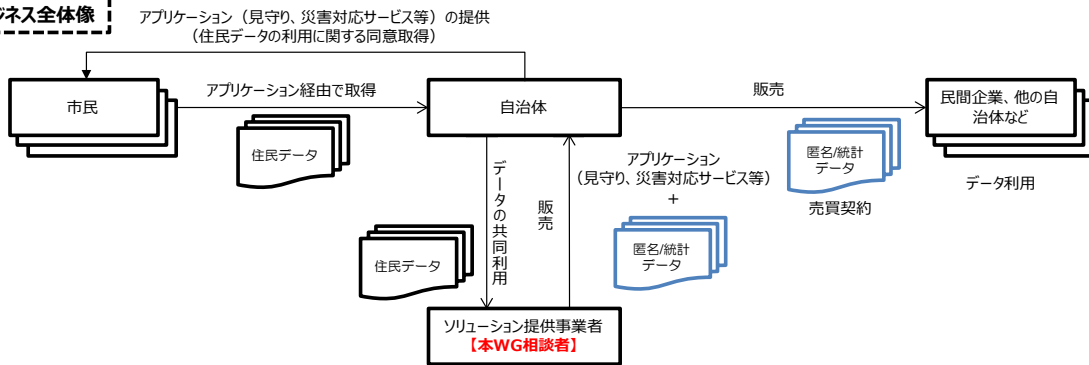 ジネス全体像
アプリケーション（見守り、災害対応サービス等）の提供
（住民データの利用に関する同意取得）
市民
アプリケーション経由で取得
住民データ
自治体
販売
匿名/統計
データ
売買契約
民間企業、他の自
治体など
データ利用
住民データ
データの共同利用
販売
アプリケーション
（見守り、災害対応サービス等）
+
匿名/統計
データ
ソリューション提供事業者
【本WG相談者】